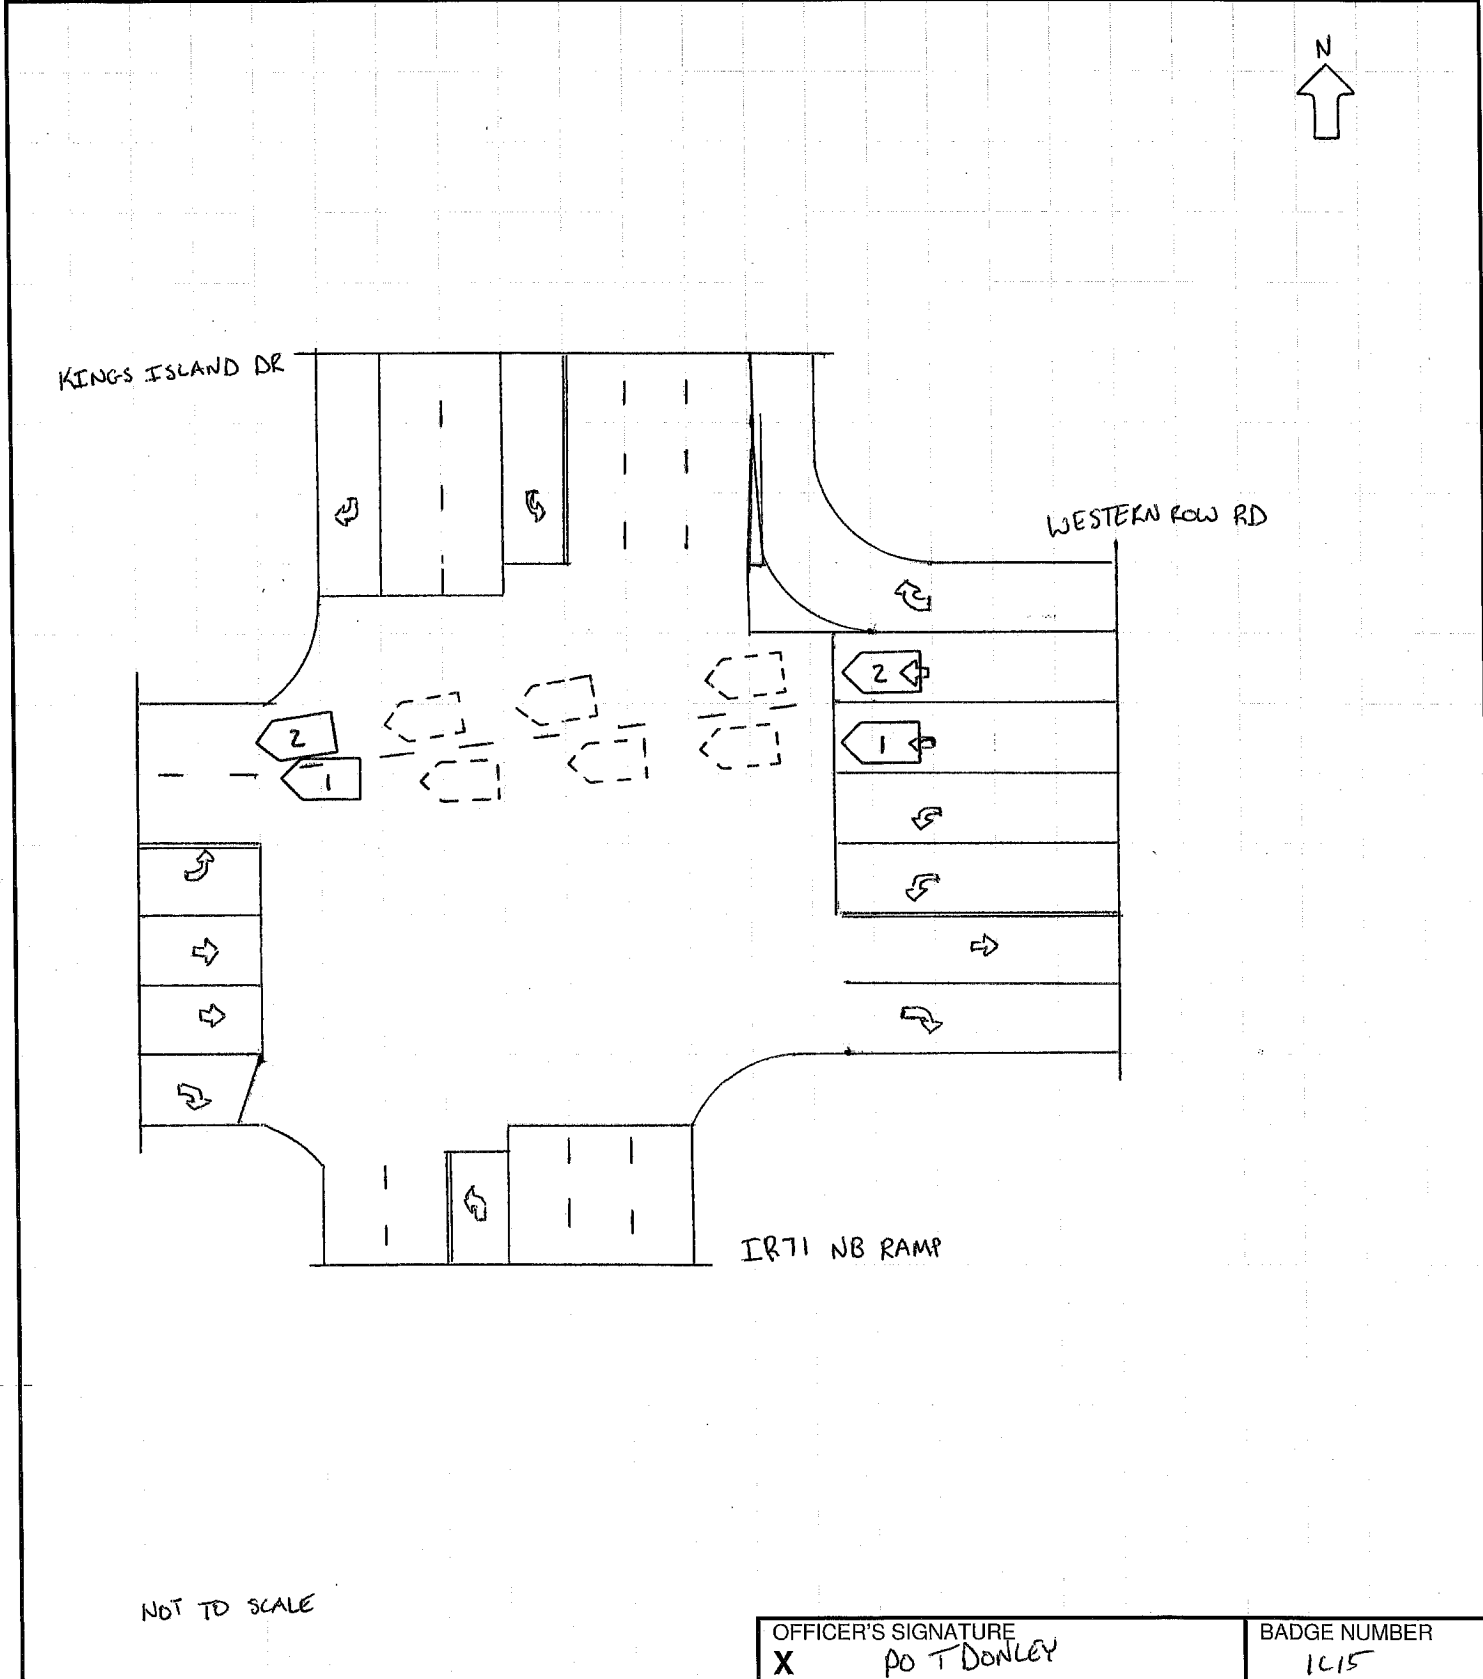 N
KINGS ISLAND DR
WESTERN ROW RD
2
1
2
1
IR71 NB RAMP
NOT TO SCALE
OFFICER'S SIGNATURE
X PO T DONLEY
BADGE NUMBER